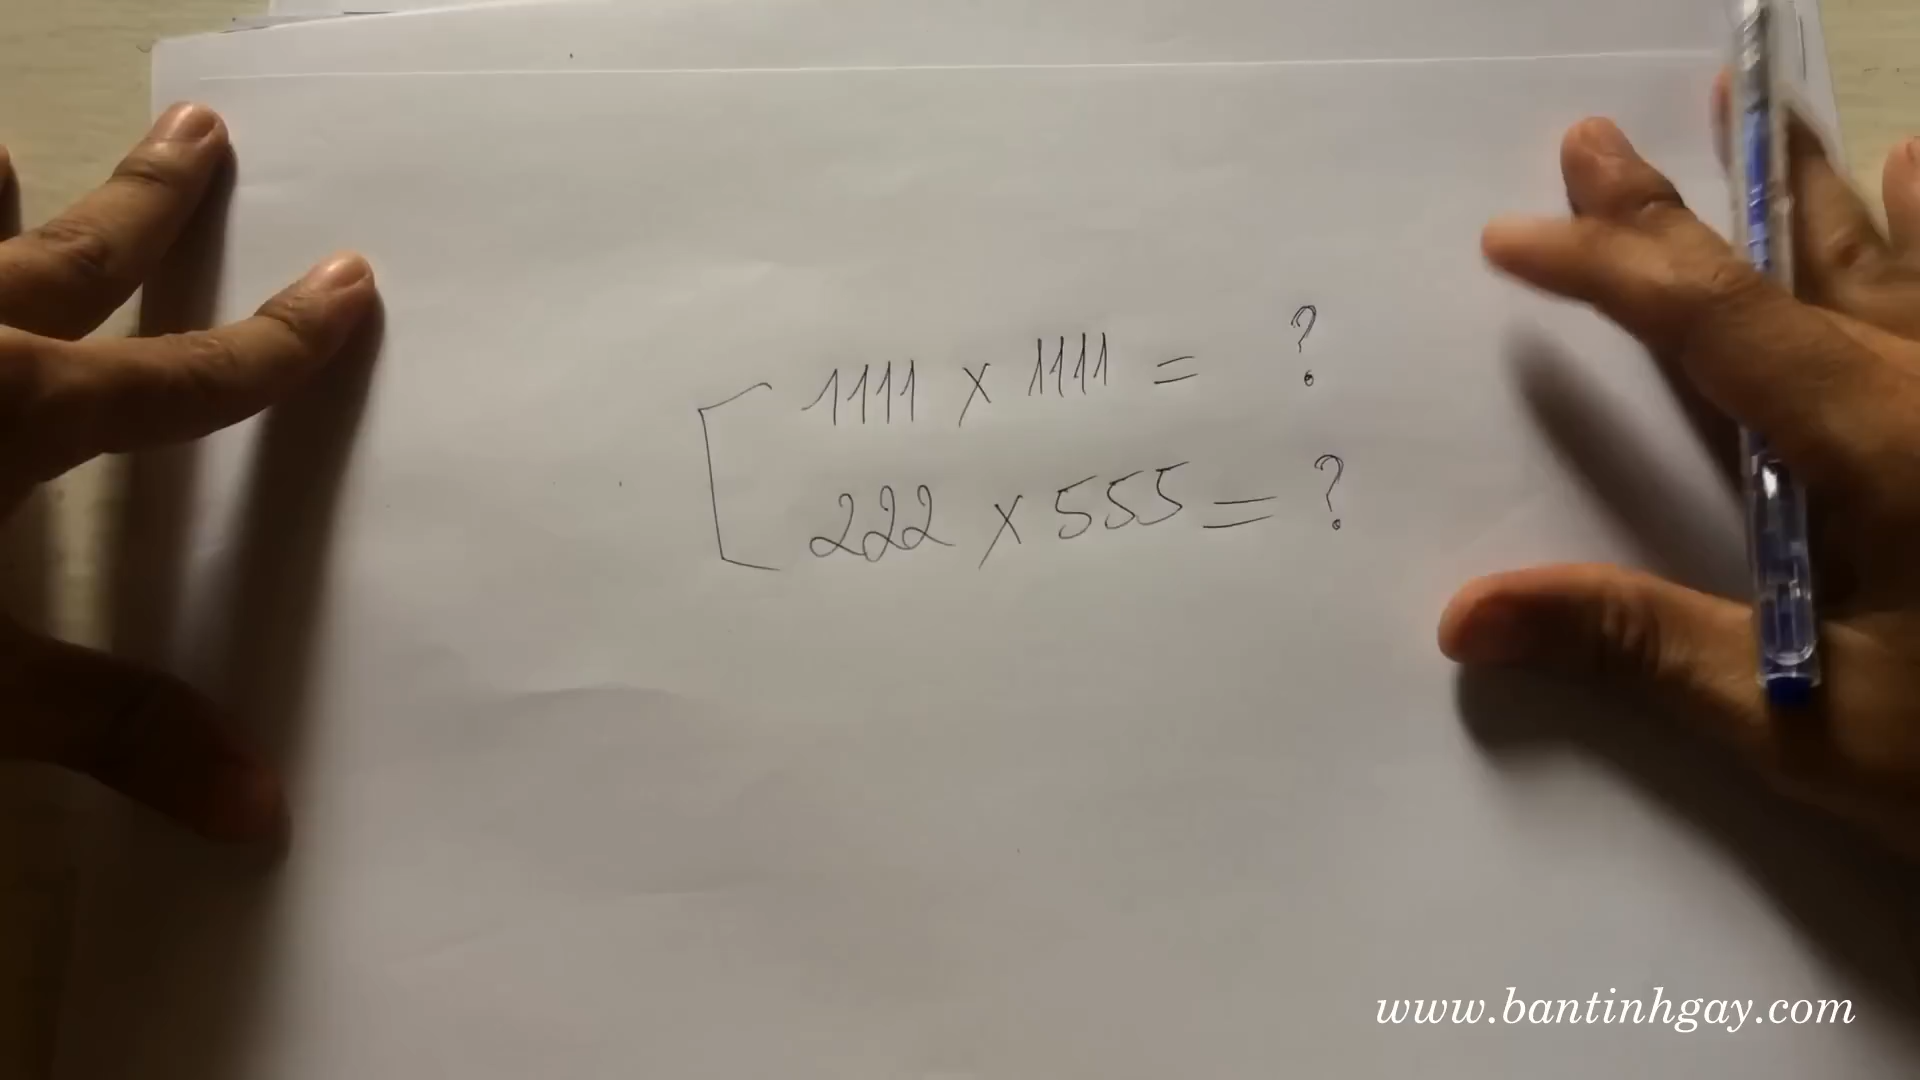 1111 x 1111 = ?
222 x 555 = ?
www.bantinhgay.com